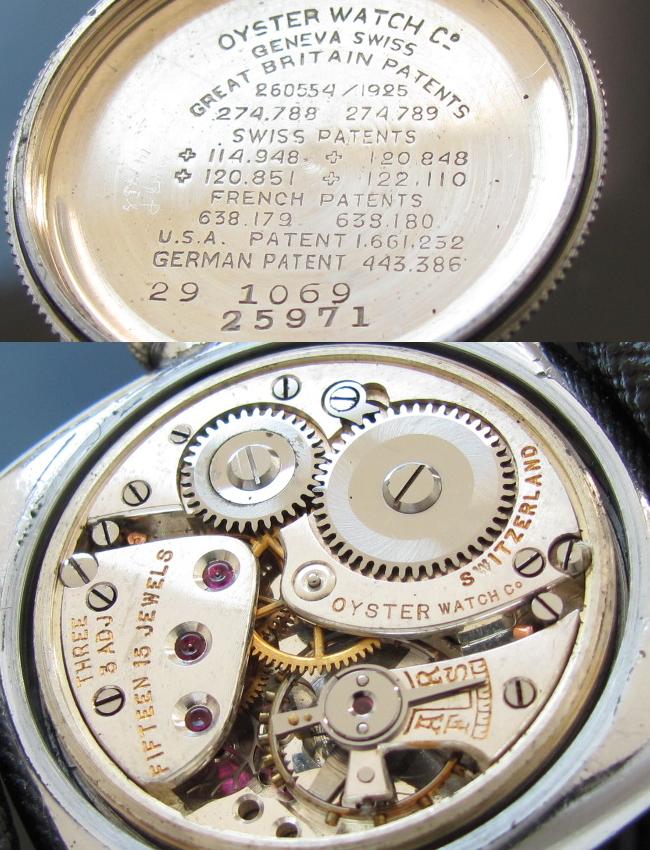 OYSTER WATCH Cº
GENEVA SWISS
GREAT BRITAIN PATENTS
260554/1925
274.788 274.789
SWISS PATENTS
✚ 114.948 ✚ 120.848
✚ 120.851 ✚ 122.110
FRENCH PATENTS
638.179 638.180
U.S.A. PATENT 1.661.232
GERMAN PATENT 443.386
29 1069
25971
SWITZERLAND
OYSTER WATCH Cº
THREE
3 ADJ
FIFTEEN 15 JEWELS
R S
A F